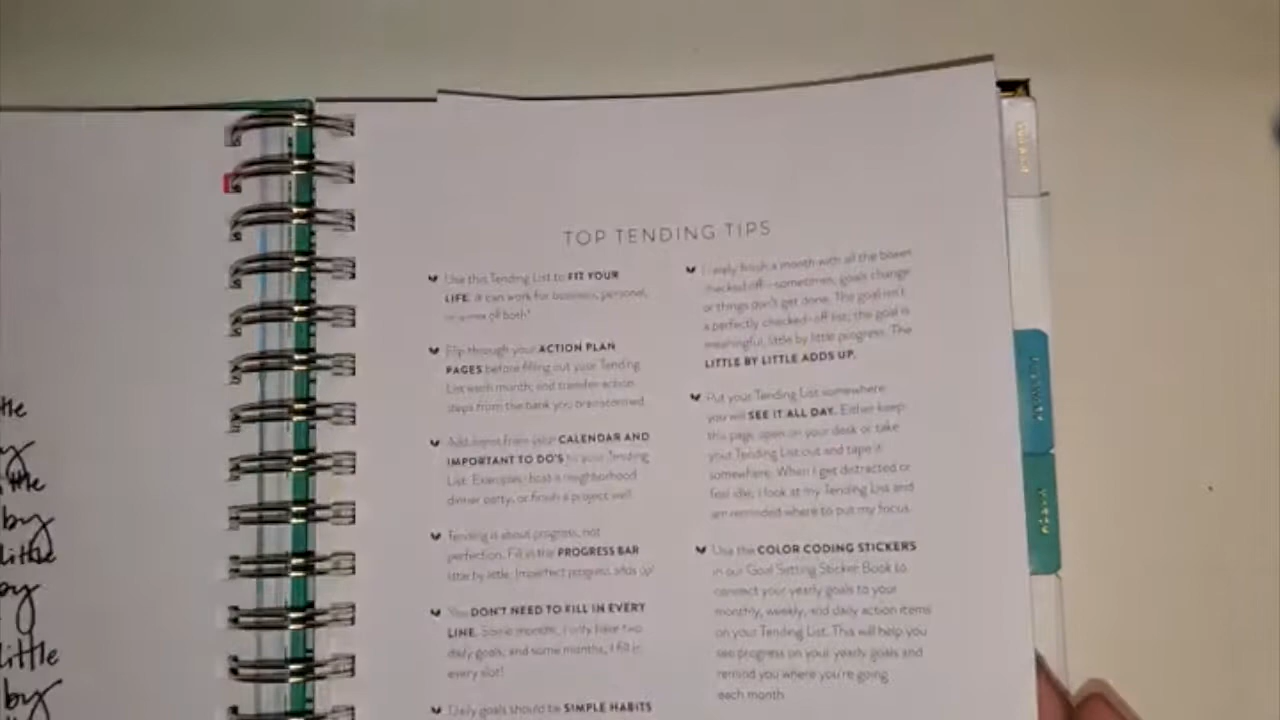 ttle
by
ittle
by
little
by
little
by
TOP TENDING TIPS
Use this Tending List to FIT YOUR
LIFE. It can work for business, personal,
or a mix of both!
Flip through your ACTION PLAN
PAGES before filling out your Tending
List each month, and transfer action
steps from the bank you brainstormed.
Add items from your CALENDAR AND
IMPORTANT TO DO'S to your Tending
List. Examples: host a neighborhood
dinner party, or finish a project well.
Tending is about progress, not
perfection. Fill in the PROGRESS BAR
little by little. Imperfect progress adds up!
You DON'T NEED TO FILL IN EVERY
LINE. Some months, I only have two
daily goals, and some months, I fill in
every slot!
Daily goals should be SIMPLE HABITS
I rarely finish a month with all the boxes
checked off—sometimes, goals change
or things don't get done. The goal isn't
a perfectly checked-off list; the goal is
meaningful, little by little progress. The
LITTLE BY LITTLE ADDS UP.
Put your Tending List somewhere
you will SEE IT ALL DAY. Either keep
this page open on your desk or take
your Tending List out and tape it
somewhere. When I get distracted or
feel idle, I look at my Tending List and
am reminded where to put my focus.
Use the COLOR CODING STICKERS
in our Goal Setting Sticker Book to
connect your yearly goals to your
monthly, weekly, and daily action items
on your Tending List. This will help you
see progress on your yearly goals and
remind you where you're going
each month.